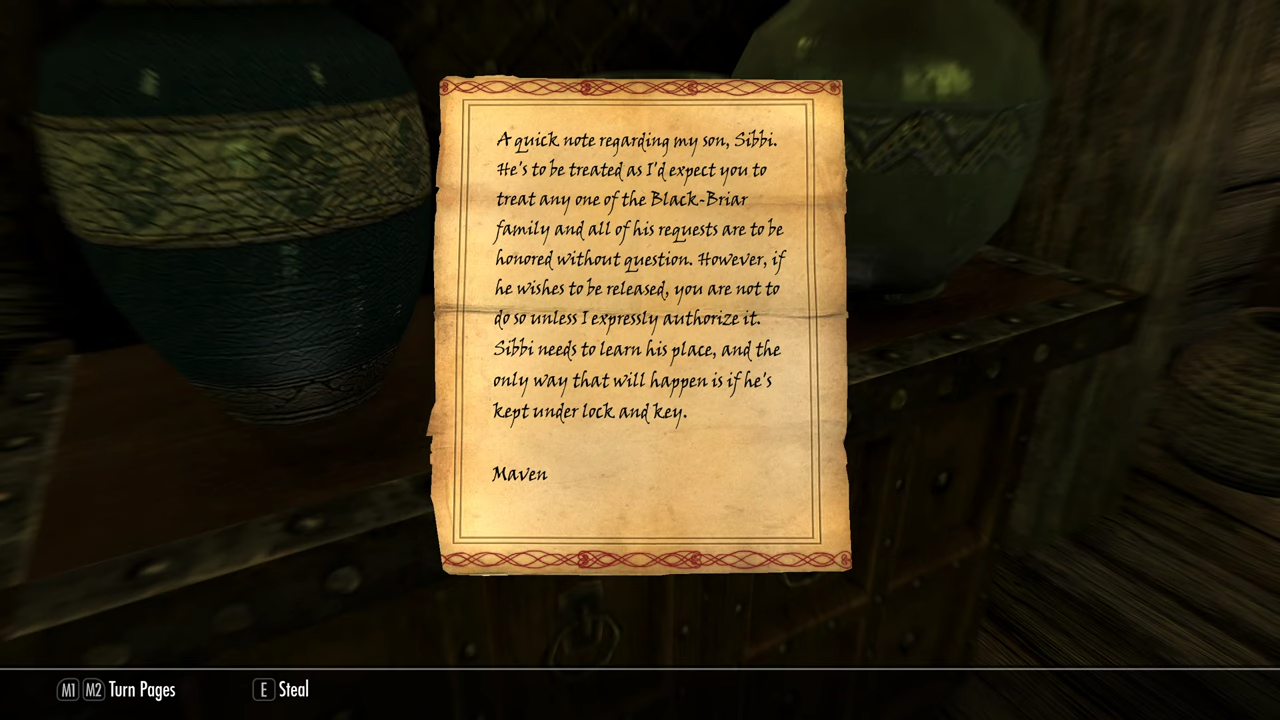 A quick note regarding my son, Sibbi.
He's to be treated as I'd expect you to
treat any one of the Black-Briar
family and all of his requests are to be
honored without question. However, if
he wishes to be released, you are not to
do so unless I expressly authorize it.
Sibbi needs to learn his place, and the
only way that will happen is if he's
kept under lock and key.
Maven
M1 M2 Turn Pages E Steal